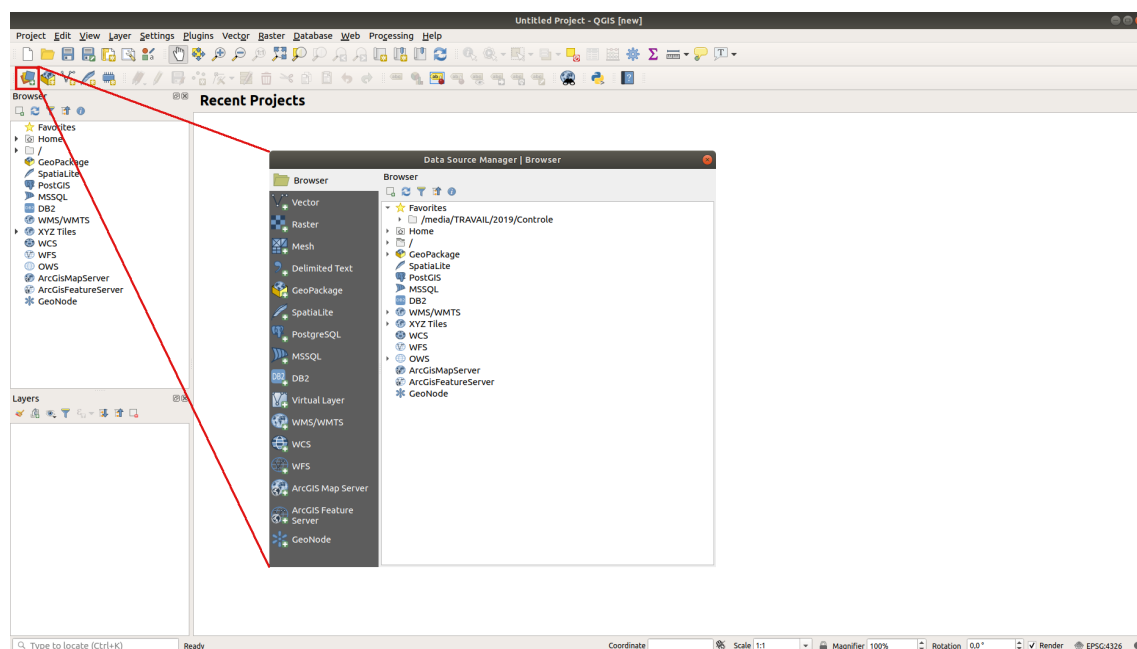 Untitled Project - QGIS [new]
Project Edit View Layer Settings Plugins Vector Raster Database Web Processing Help
Browser
Recent Projects
Favorites
Home
/
GeoPackage
SpatiaLite
PostGIS
MSSQL
DB2
WMS/WMTS
XYZ Tiles
WCS
WFS
OWS
ArcGisMapServer
ArcGisFeatureServer
GeoNode
Layers
Data Source Manager | Browser
Browser
Vector
Raster
Mesh
Delimited Text
GeoPackage
SpatiaLite
PostgreSQL
MSSQL
DB2
Virtual Layer
WMS/WMTS
WCS
WFS
ArcGIS Map Server
ArcGIS Feature
Server
GeoNode
Browser
Favorites
/media/TRAVAIL/2019/Controle
Home
/
GeoPackage
SpatiaLite
PostGIS
MSSQL
DB2
WMS/WMTS
XYZ Tiles
WCS
WFS
OWS
ArcGisMapServer
ArcGisFeatureServer
GeoNode
Type to locate (Ctrl+K) Ready Coordinate Scale 1:1 Magnifier 100% Rotation 0,0 ° Render EPSG:4326